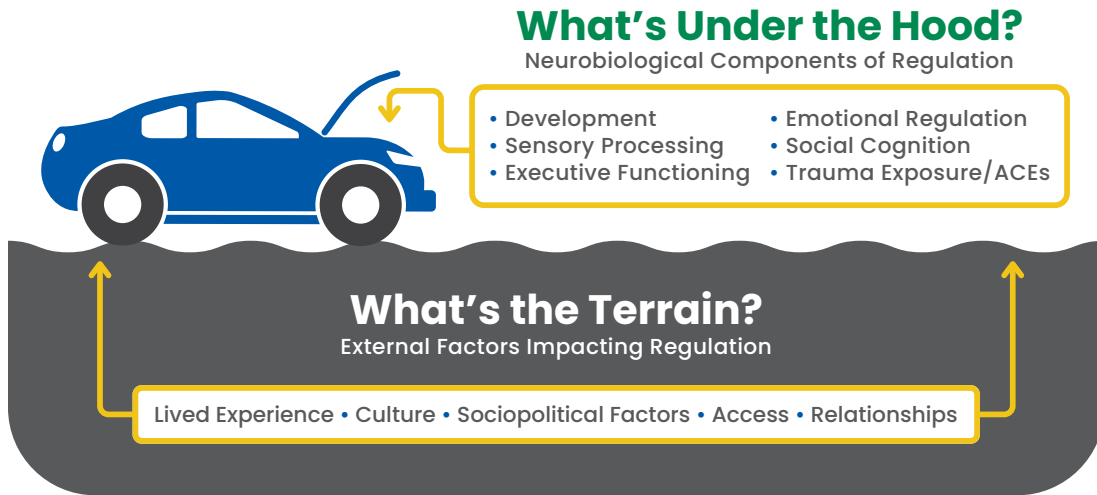 What’s Under the Hood?
Neurobiological Components of Regulation
• Development
• Sensory Processing
• Executive Functioning
• Emotional Regulation
• Social Cognition
• Trauma Exposure/ACEs
What’s the Terrain?
External Factors Impacting Regulation
Lived Experience • Culture • Sociopolitical Factors • Access • Relationships